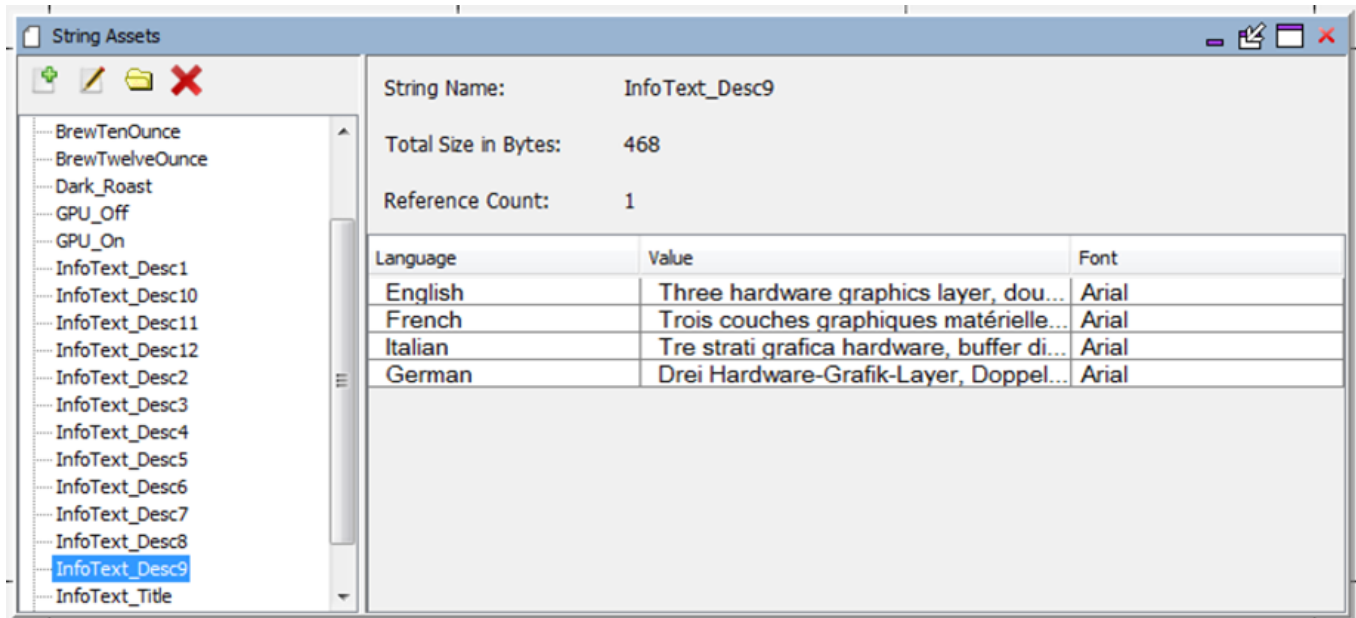 String Assets
String Name: InfoText_Desc9
Total Size in Bytes: 468
Reference Count: 1
BrewTenOunce
BrewTwelveOunce
Dark_Roast
GPU_Off
GPU_On
InfoText_Desc1
InfoText_Desc10
InfoText_Desc11
InfoText_Desc12
InfoText_Desc2
InfoText_Desc3
InfoText_Desc4
InfoText_Desc5
InfoText_Desc6
InfoText_Desc7
InfoText_Desc8
InfoText_Desc9
InfoText_Title
Language Value Font
English Three hardware graphics layer, dou... Arial
French Trois couches graphiques matérielle... Arial
Italian Tre strati grafica hardware, buffer di... Arial
German Drei Hardware-Grafik-Layer, Doppel... Arial